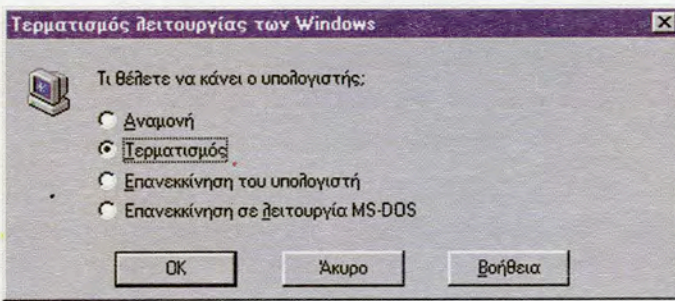 Τερματισμός λειτουργίας των Windows
Τι θέλετε να κάνει ο υπολογιστής;
Αναμονή
Τερματισμός
Επανεκκίνηση του υπολογιστή
Επανεκκίνηση σε λειτουργία MS-DOS
OK Άκυρο Βοήθεια